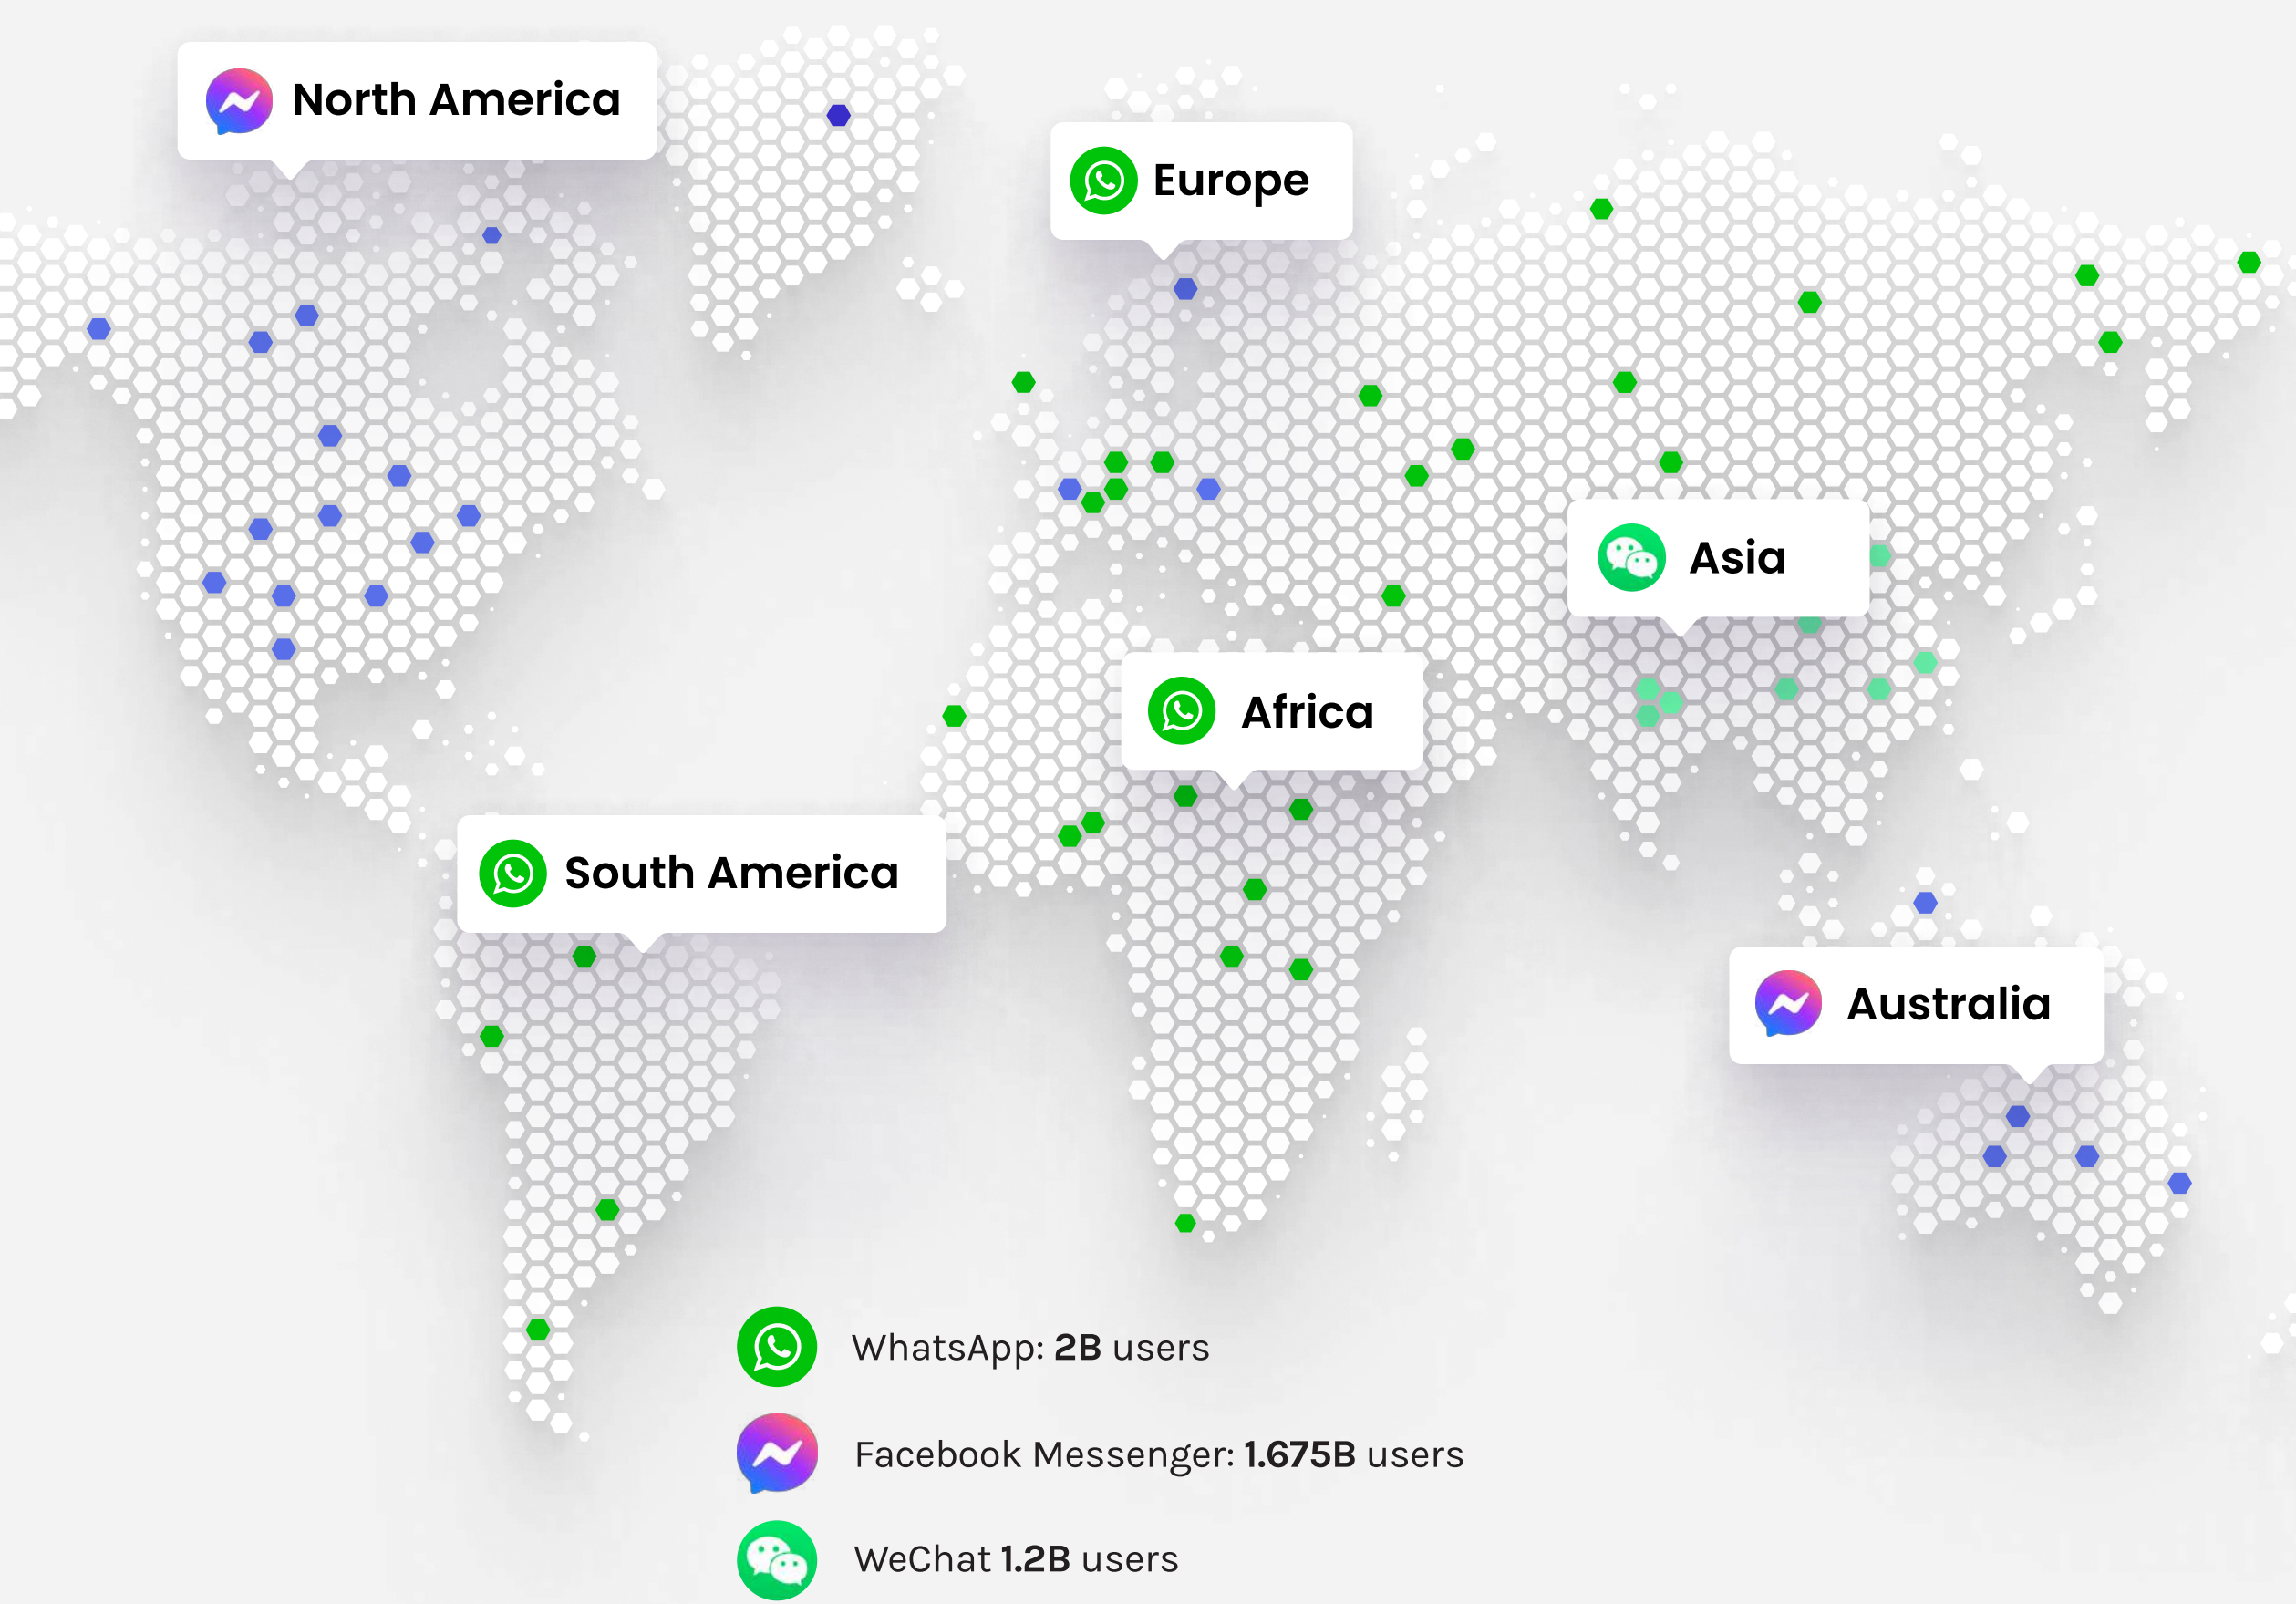 North America
Europe
Asia
Africa
South America
Australia
WhatsApp: 2B users
Facebook Messenger: 1.675B users
WeChat 1.2B users